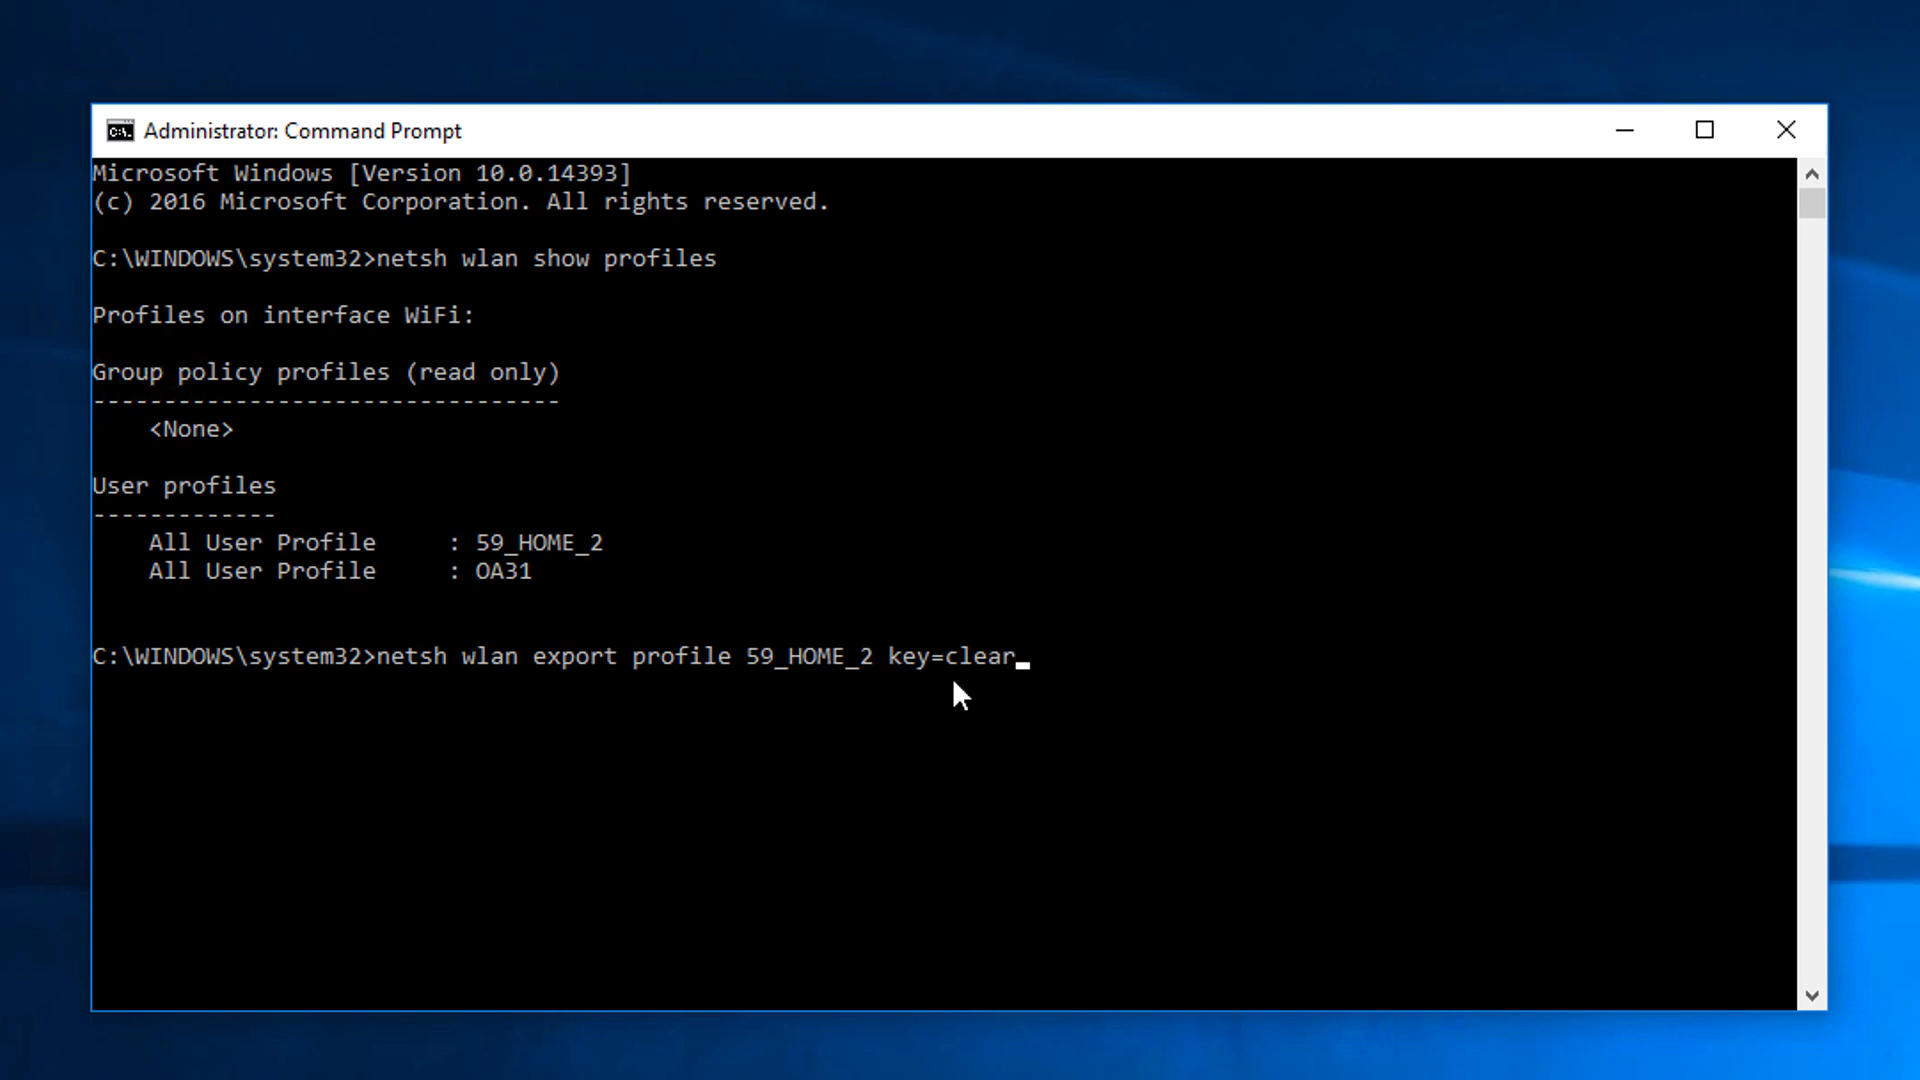 Administrator: Command Prompt
Microsoft Windows [Version 10.0.14393]
(c) 2016 Microsoft Corporation. All rights reserved.
C:\WINDOWS\system32>netsh wlan show profiles
Profiles on interface WiFi:
Group policy profiles (read only)
---------------------------------
    <None>
User profiles
-------------
    All User Profile     : 59_HOME_2
    All User Profile     : OA31
C:\WINDOWS\system32>netsh wlan export profile 59_HOME_2 key=clear